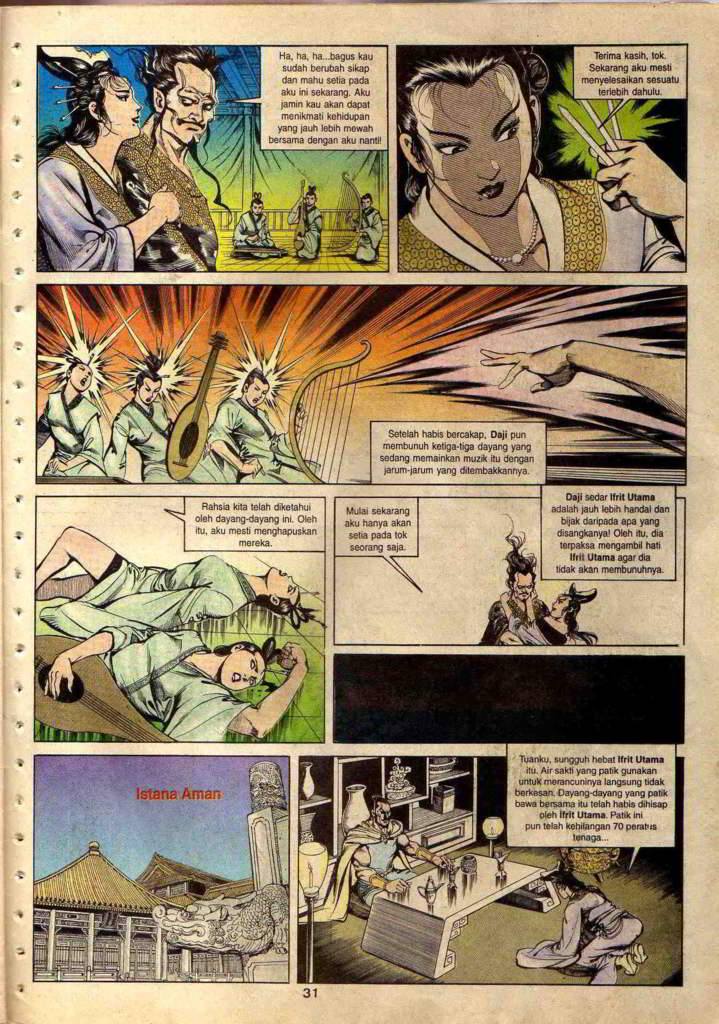 Ha, ha, ha...bagus kau
sudah berubah sikap
dan mahu setia pada
aku ini sekarang. Aku
jamin kau akan dapat
menikmati kehidupan
yang jauh lebih mewah
bersama dengan aku nanti!
Terima kasih, tok.
Sekarang aku mesti
menyelesaikan sesuatu
terlebih dahulu.
Setelah habis bercakap, Daji pun
membunuh ketiga-tiga dayang yang
sedang memainkan muzik itu dengan
jarum-jarum yang ditembakkannya.
Rahsia kita telah diketahui
oleh dayang-dayang ini. Oleh
itu, aku mesti menghapuskan
mereka.
Mulai sekarang
aku hanya akan
setia pada tok
seorang saja.
Daji sedar Ifrit Utama
adalah jauh lebih handal dan
bijak daripada apa yang
disangkanya! Oleh itu, dia
terpaksa mengambil hati
Ifrit Utama agar dia
tidak akan membunuhnya.
Istana Aman
Tuanku, sungguh hebat Ifrit Utama
itu. Air sakti yang patik gunakan
untuk merancuninya langsung tidak
berkesan. Dayang-dayang yang patik
bawa bersama itu telah habis dihisap
oleh Ifrit Utama. Patik ini
pun telah kehilangan 70 peratus
tenaga...
31